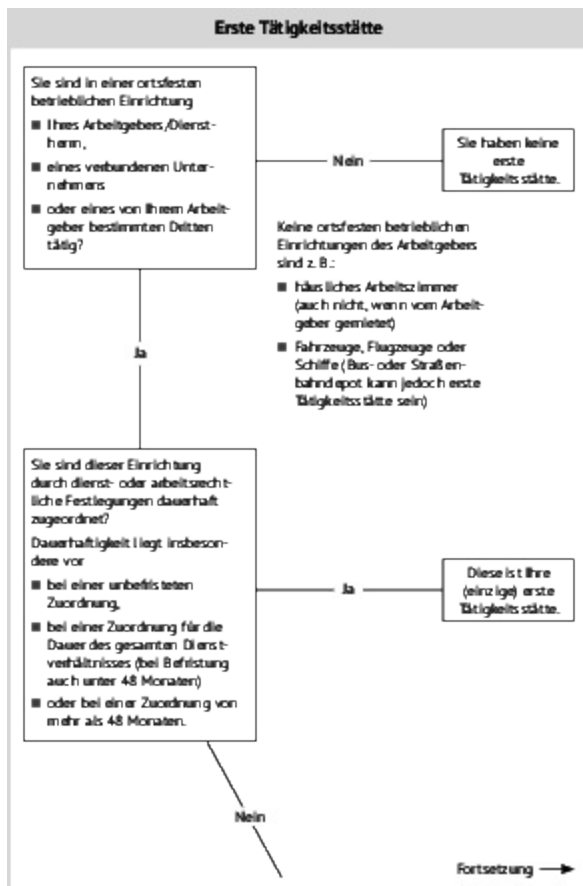 Erste Tätigkeitsstätte
Sie sind in einer ortsfesten
betrieblichen Einrichtung
■ Ihres Arbeitgebers/Dienst-
herrn,
■ eines verbundenen Unter-
nehmens
■ oder eines von Ihrem Arbeit-
geber bestimmten Dritten
tätig?
Nein
Sie haben keine
erste
Tätigkeitsstätte.
Keine ortsfesten betrieblichen
Einrichtungen des Arbeitgebers
sind z. B.:
■ häusliches Arbeitszimmer
(auch nicht, wenn vom Arbeit-
geber gemietet)
■ Fahrzeuge, Flugzeuge oder
Schiffe (Bus- oder Straßen-
bahndepot kann jedoch erste
Tätigkeitsstätte sein)
Ja
Sie sind dieser Einrichtung
durch dienst- oder arbeitsrecht-
liche Festlegungen dauerhaft
zugeordnet?
Dauerhaftigkeit liegt insbeson-
dere vor
■ bei einer unbefristeten
Zuordnung,
■ bei einer Zuordnung für die
Dauer des gesamten Dienst-
verhältnisses (bei Befristung
auch unter 48 Monaten)
■ oder bei einer Zuordnung von
mehr als 48 Monaten.
Ja
Diese ist Ihre
(einzige) erste
Tätigkeitsstätte.
Nein
Fortsetzung